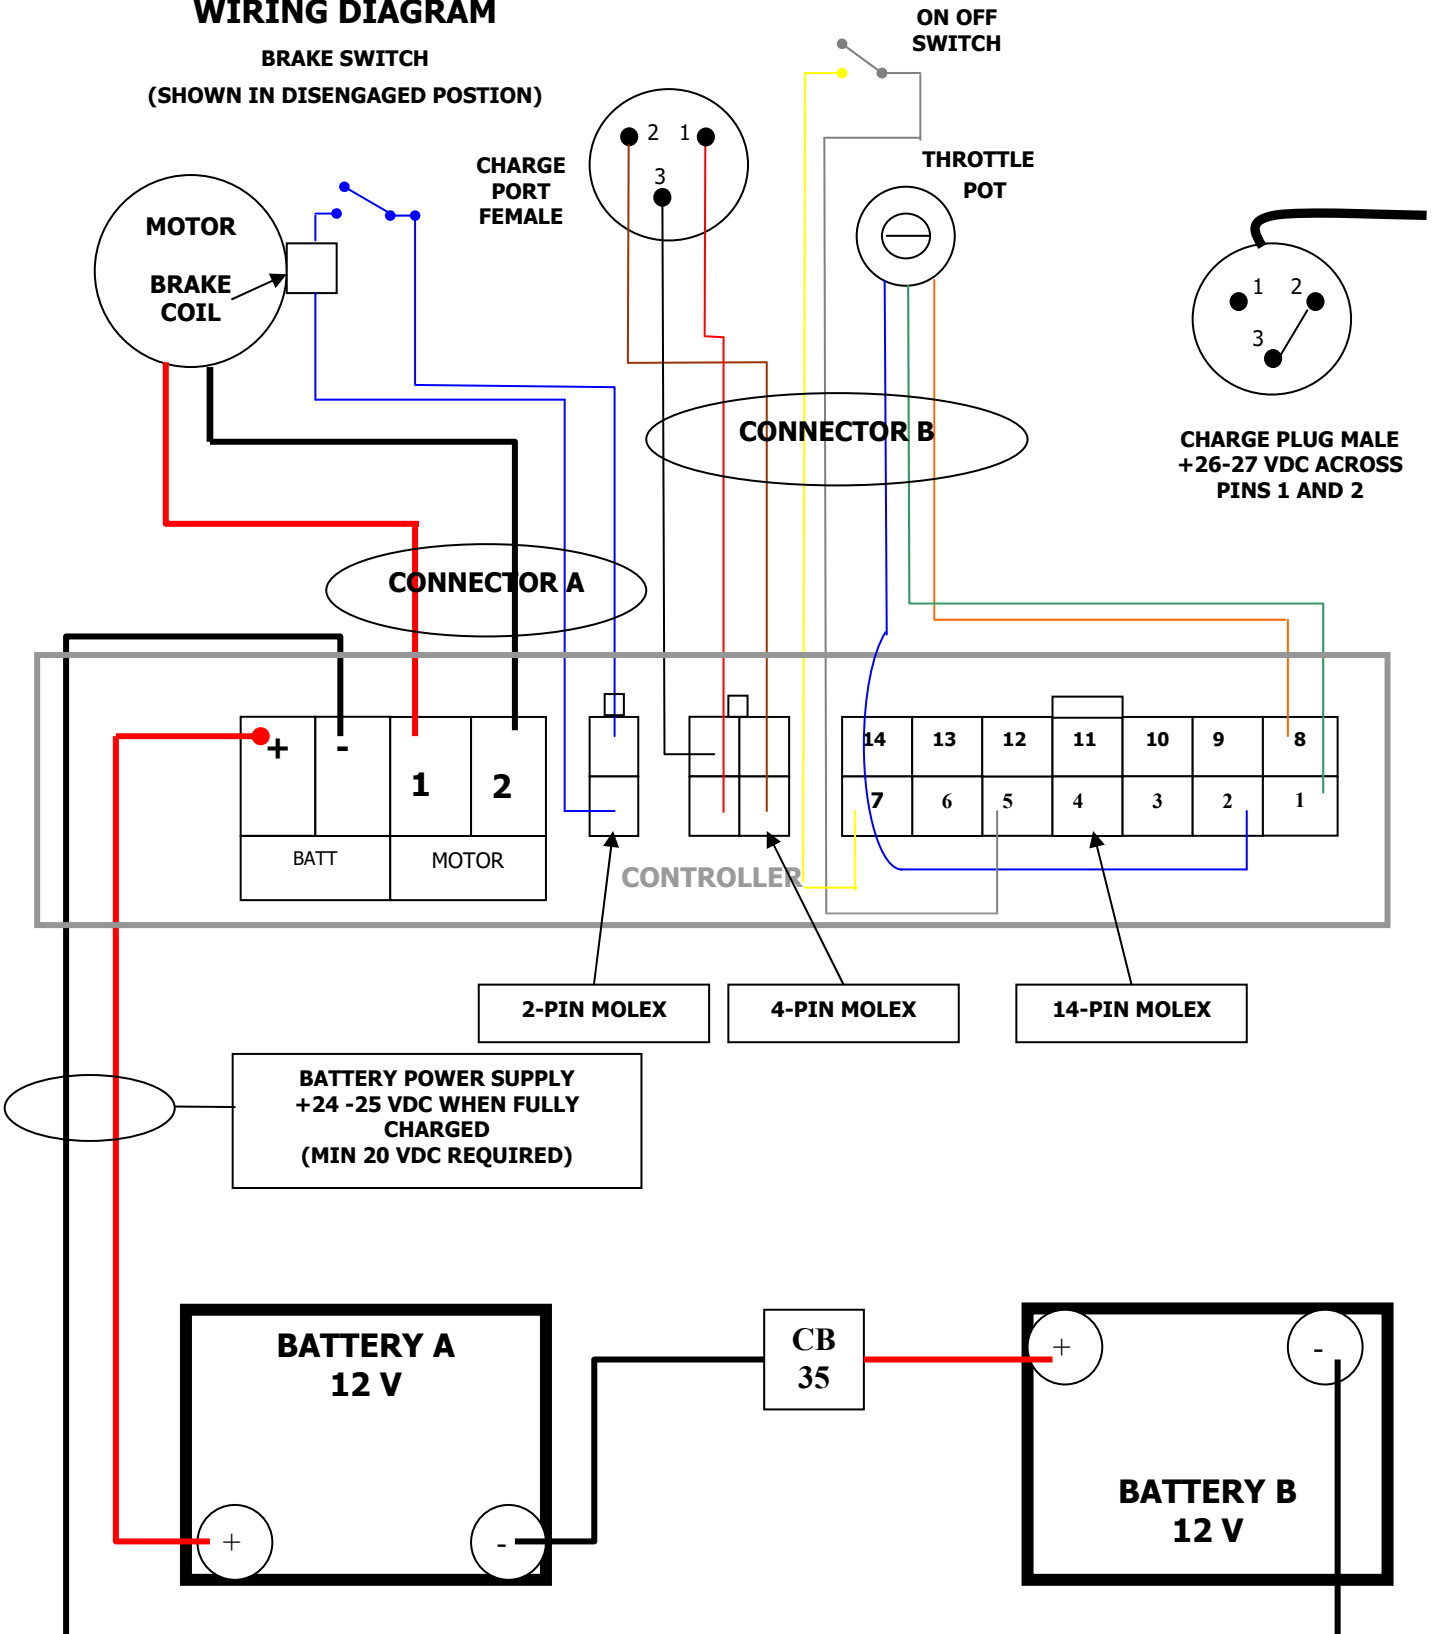 WIRING DIAGRAM
BRAKE SWITCH
(SHOWN IN DISENGAGED POSTION)
ON OFF
SWITCH
CHARGE
PORT
FEMALE
2 1
3
THROTTLE
POT
MOTOR
BRAKE
COIL
1 2
3
CHARGE PLUG MALE
+26-27 VDC ACROSS
PINS 1 AND 2
CONNECTOR B
CONNECTOR A
+ - 1 2
BATT MOTOR
14 13 12 11 10 9 8
7 6 5 4 3 2 1
CONTROLLER
2-PIN MOLEX
4-PIN MOLEX
14-PIN MOLEX
BATTERY POWER SUPPLY
+24 -25 VDC WHEN FULLY
CHARGED
(MIN 20 VDC REQUIRED)
BATTERY A
12 V
+ -
CB
35
+ -
BATTERY B
12 V